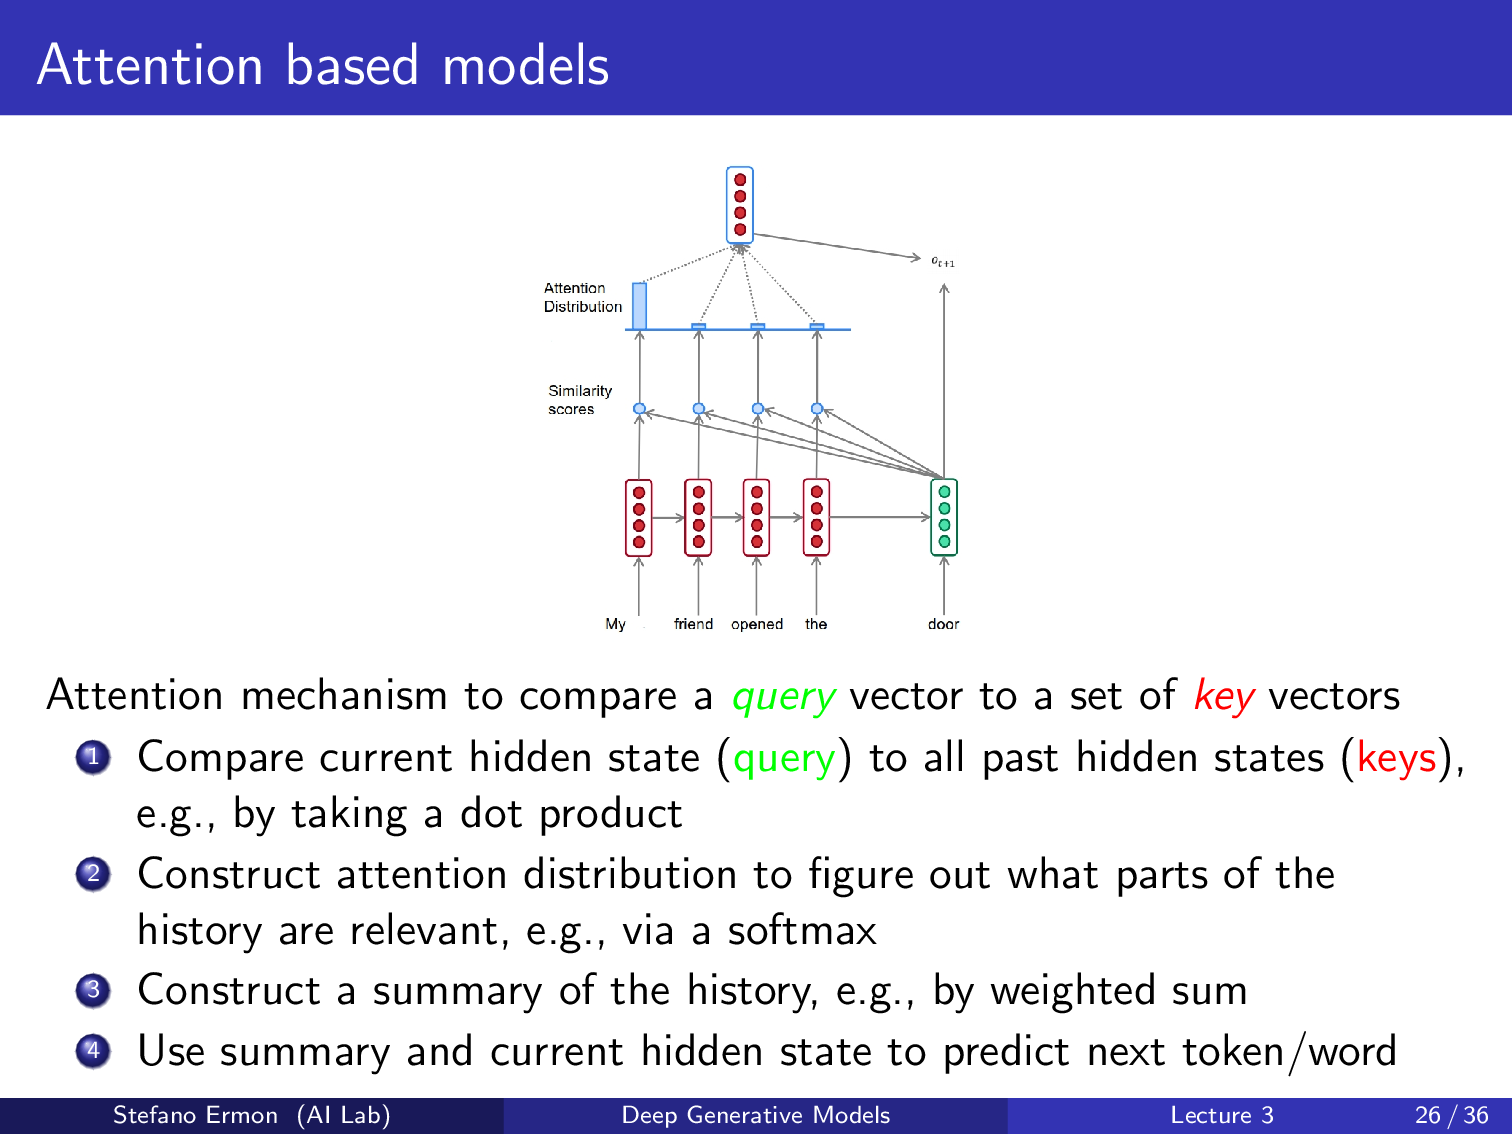 Attention based models
o_{t+1}
Attention
Distribution
Similarity
scores
My friend opened the door
Attention mechanism to compare a query vector to a set of key vectors
1 Compare current hidden state (query) to all past hidden states (keys),
e.g., by taking a dot product
2 Construct attention distribution to figure out what parts of the
history are relevant, e.g., via a softmax
3 Construct a summary of the history, e.g., by weighted sum
4 Use summary and current hidden state to predict next token/word
Stefano Ermon (AI Lab) Deep Generative Models Lecture 3 26 / 36